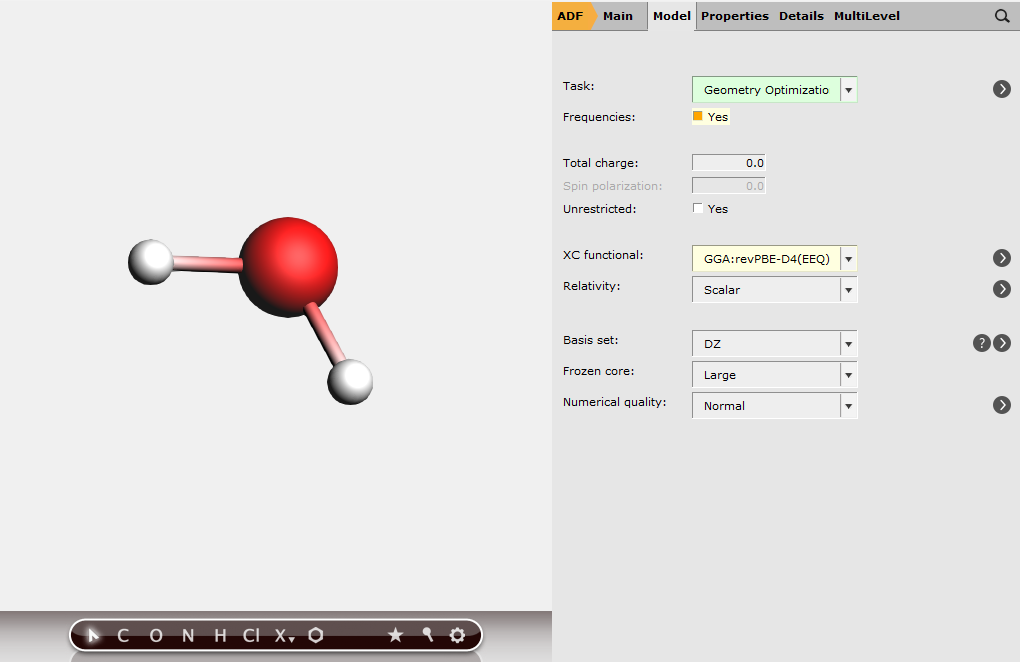 ADF Main Model Properties Details MultiLevel
Task: Geometry Optimizatio
Frequencies: Yes
Total charge: 0.0
Spin polarization: 0.0
Unrestricted: Yes
XC functional: GGA:revPBE-D4(EEQ)
Relativity: Scalar
Basis set: DZ ?
Frozen core: Large
Numerical quality: Normal
C O N H Cl X